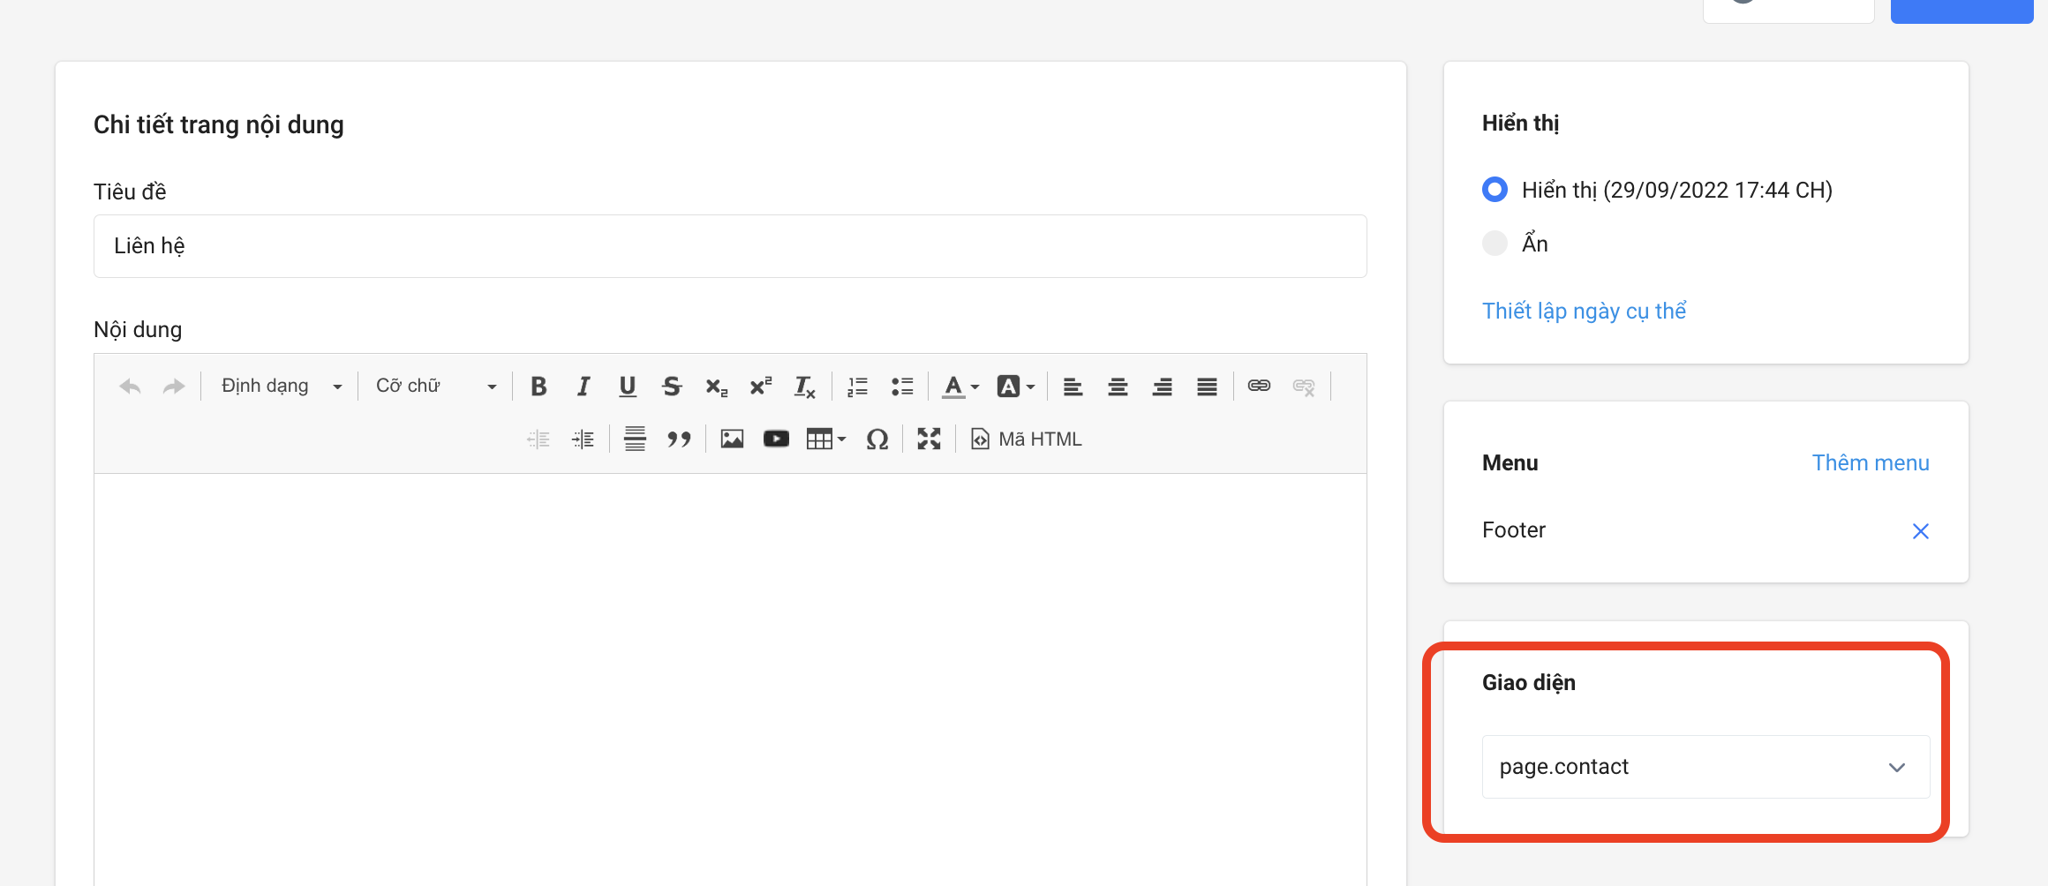 Chi tiết trang nội dung
Tiêu đề
Liên hệ
Nội dung
Định dạng
Cỡ chữ
Mã HTML
Hiển thị
Hiển thị (29/09/2022 17:44 CH)
Ẩn
Thiết lập ngày cụ thể
Menu
Thêm menu
Footer
Giao diện
page.contact